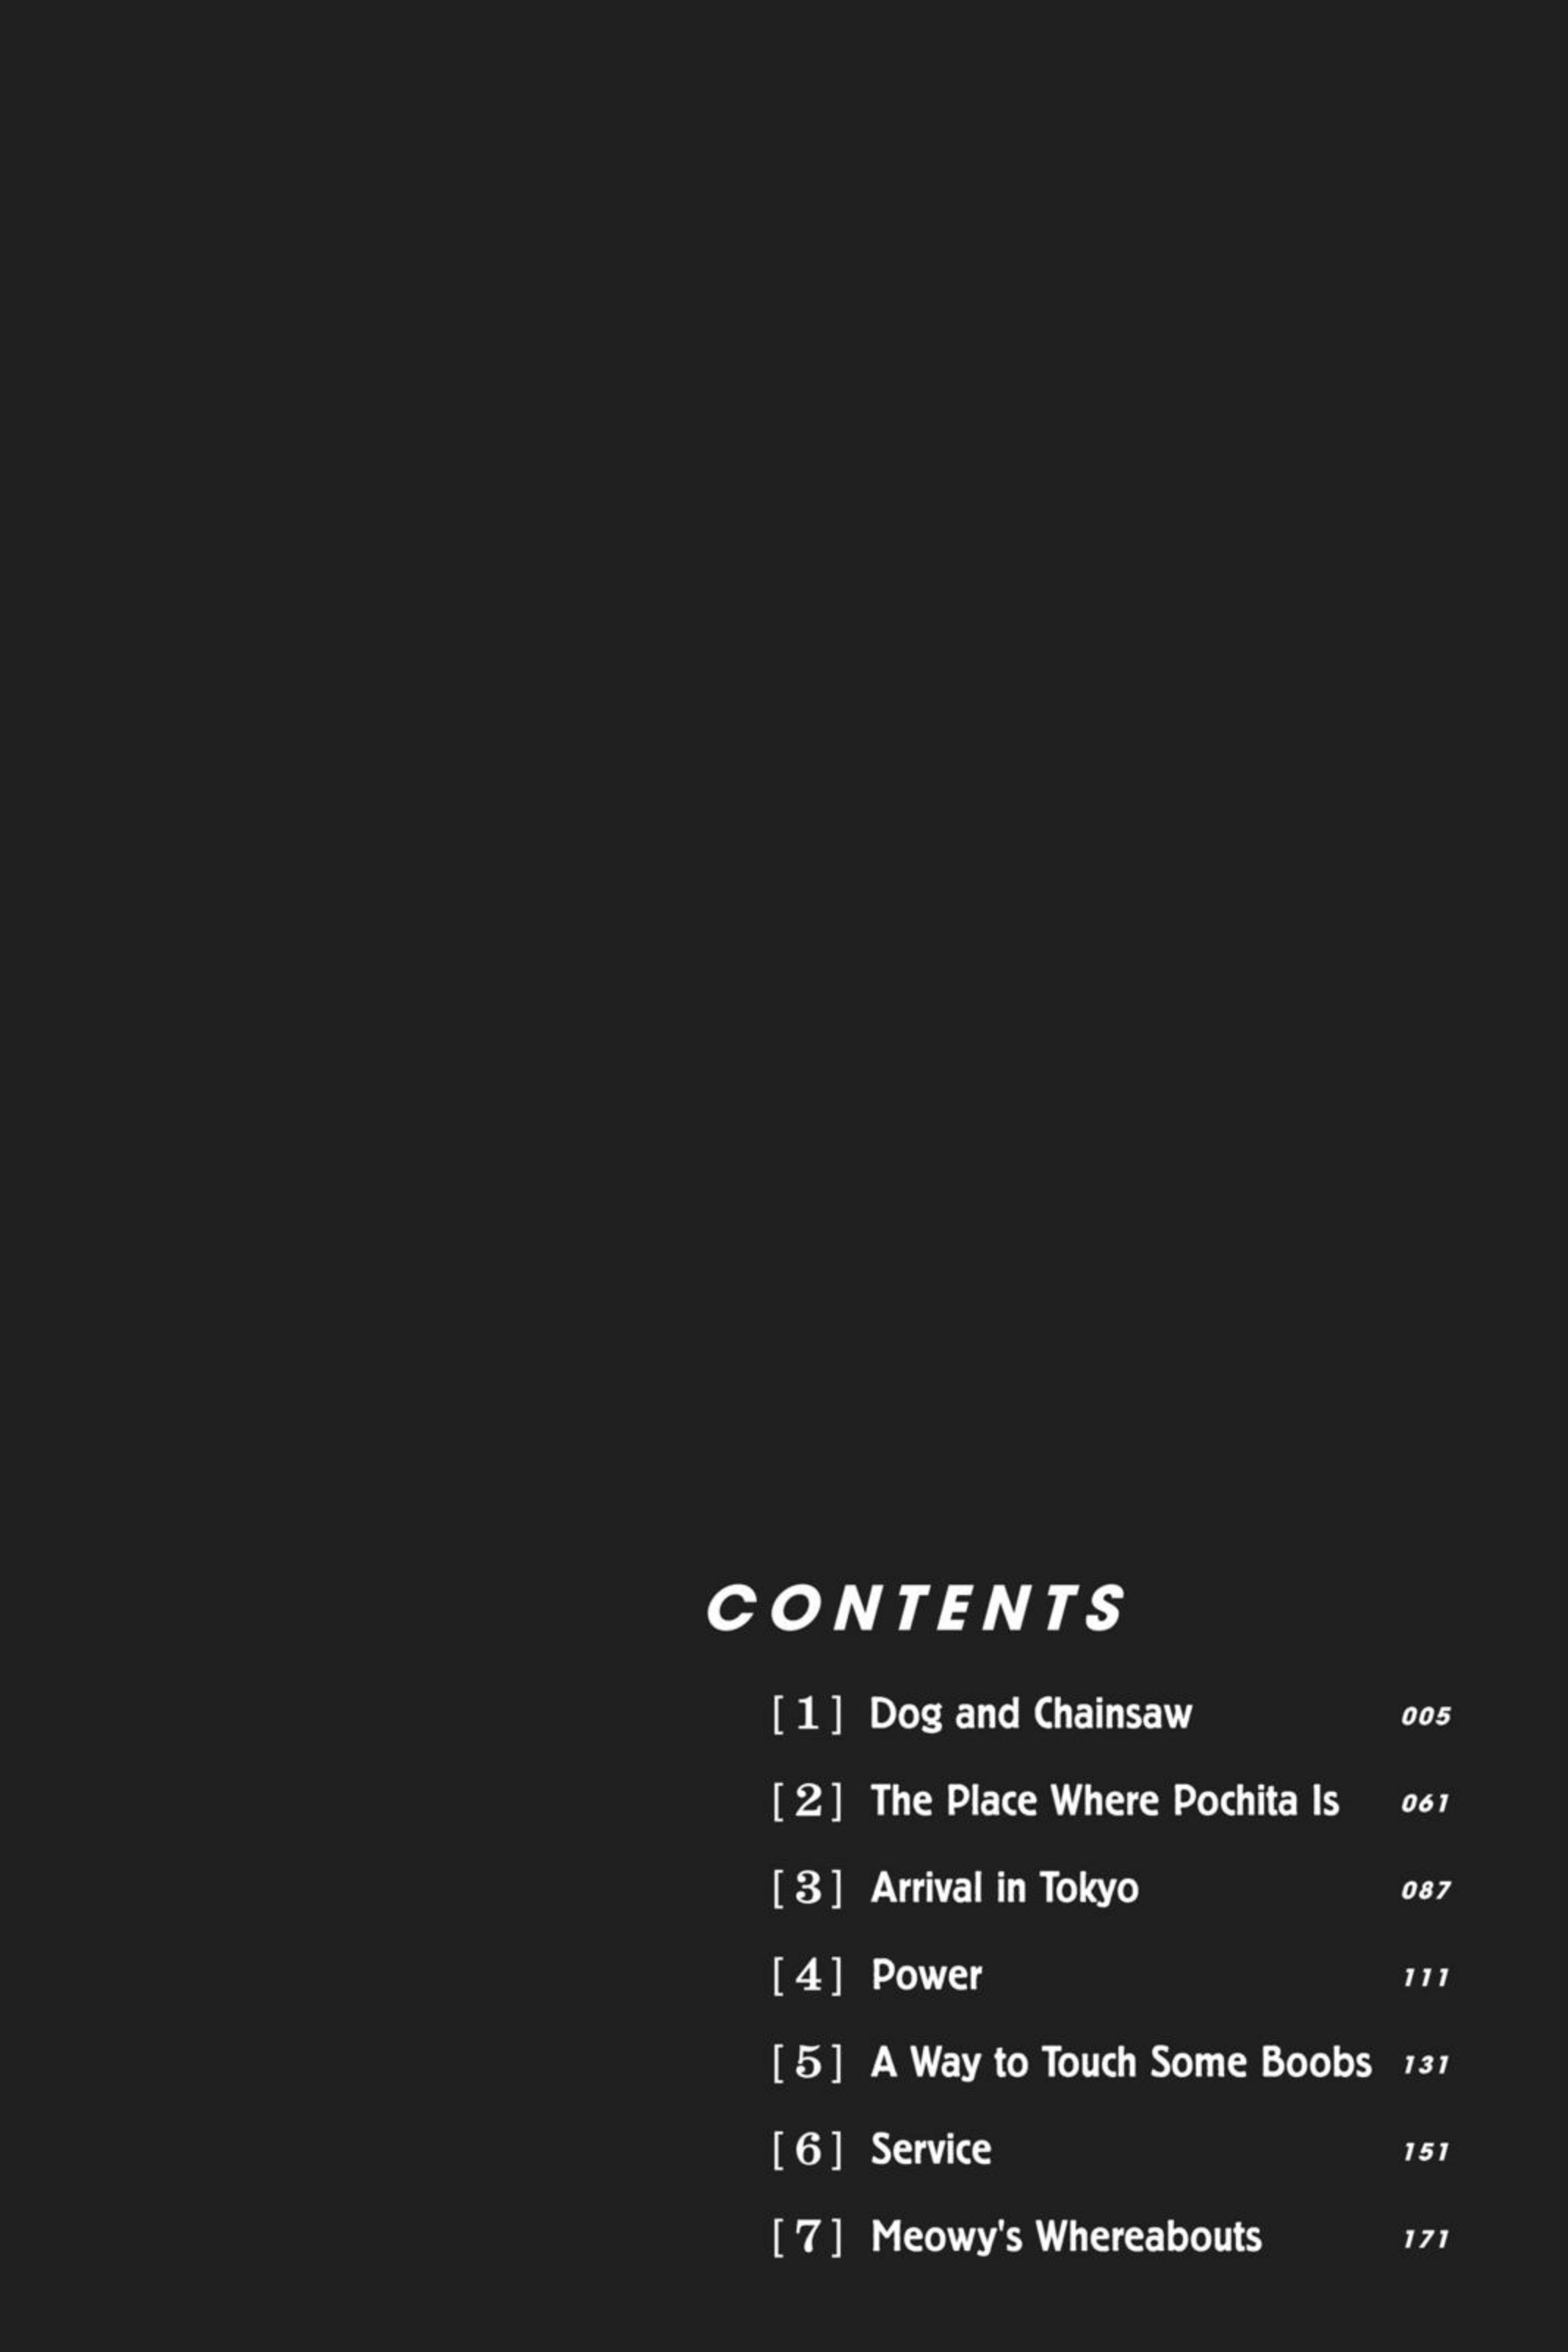 CONTENTS
[1] Dog and Chainsaw 005
[2] The Place Where Pochita Is 061
[3] Arrival in Tokyo 087
[4] Power 111
[5] A Way to Touch Some Boobs 131
[6] Service 151
[7] Meowy's Whereabouts 171